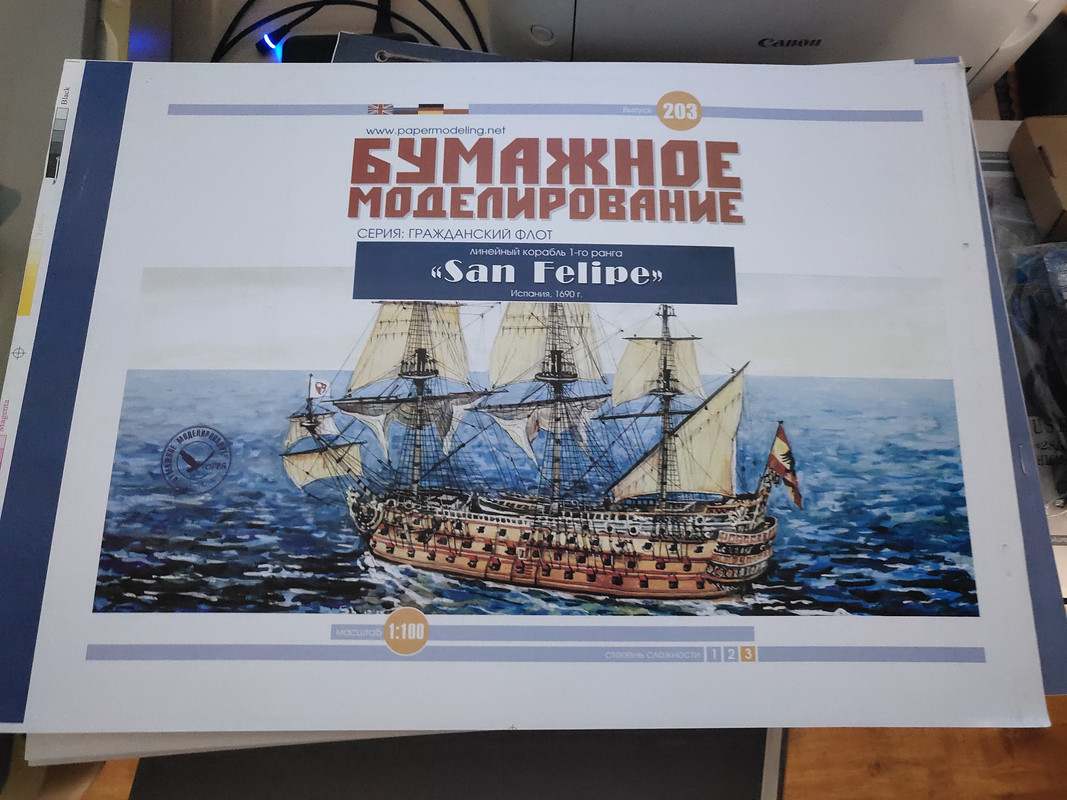 Canon
Black
Выпуск 203
www.papermodeling.net
БУМАЖНОЕ
МОДЕЛИРОВАНИЕ
СЕРИЯ: ГРАЖДАНСКИЙ ФЛОТ
линейный корабль 1-го ранга
«San Felipe»
Испания, 1690 г.
Magenta
масштаб 1:100
степень сложности 1 2 3